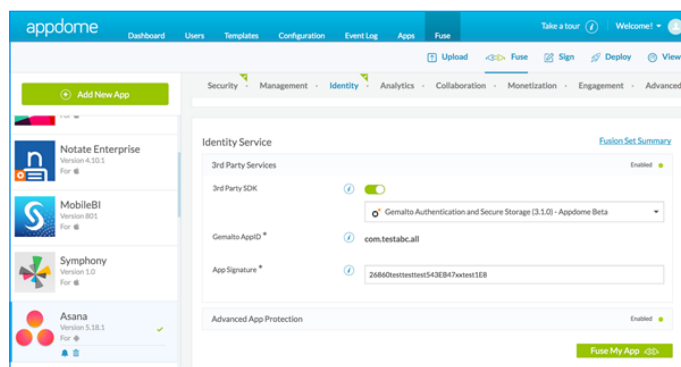 appdome
Dashboard Users Templates Configuration Event Log Apps Fuse
Take a tour i Welcome!
Upload Fuse Sign Deploy View
Add New App
Security Management Identity Analytics Collaboration Monetization Engagement Advanced
For
Notate Enterprise
Version 4.10.1
For
MobileBI
Version 801
For
Symphony
Version 1.0
For
Asana
Version 5.18.1
For
Identity Service
Fusion Set Summary
3rd Party Services
Enabled
3rd Party SDK
Gemalto Authentication and Secure Storage (3.1.0) - Appdome Beta
Gemalto AppID *
com.testabc.all
App Signature *
26860testtesttest543EB47xxtest1E8
Advanced App Protection
Enabled
Fuse My App